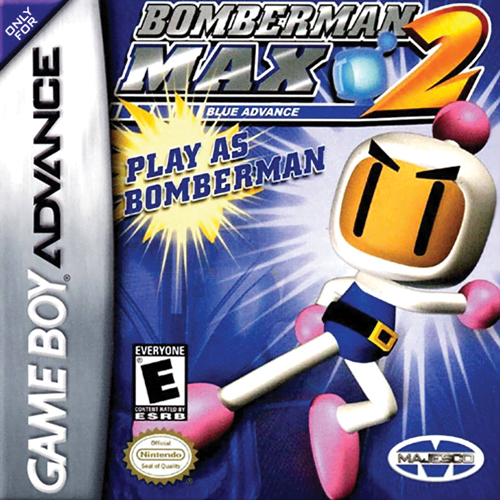 ONLY
FOR
GAME BOY ADVANCE
BOMBERMAN
MAX 2
BLUE ADVANCE
PLAY AS
BOMBERMAN
EVERYONE
E
CONTENT RATED BY
ESRB
Official
Nintendo
Seal of Quality
MAJESCO